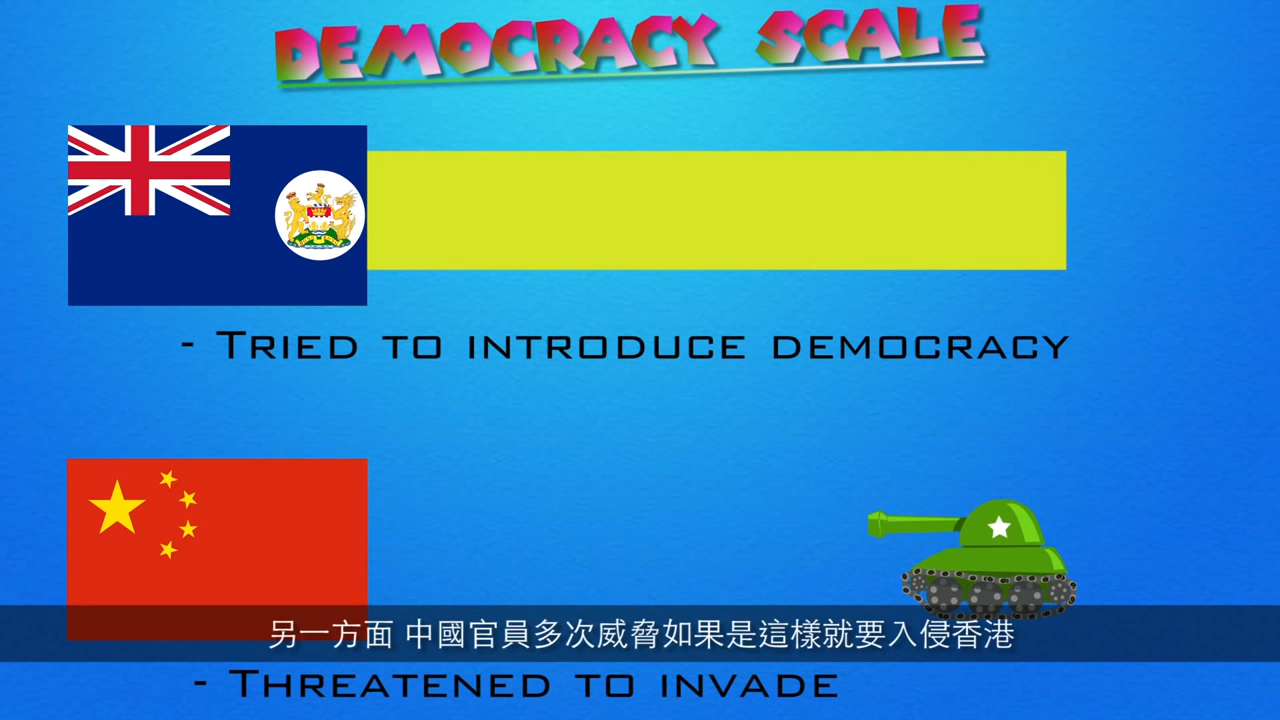 DEMOCRACY SCALE
- TRIED TO INTRODUCE DEMOCRACY
另一方面 中國官員多次威脅如果是這樣就要入侵香港
- THREATENED TO INVADE